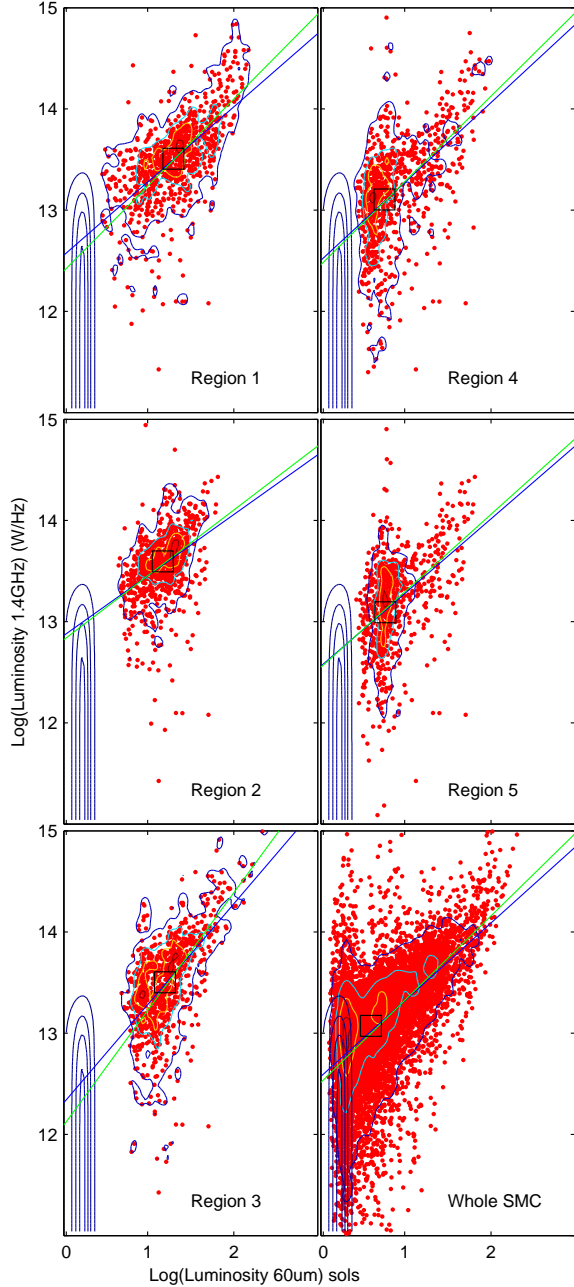 15
14
13
12
Region 1
Region 4
15
14
13
12
Region 2
Region 5
15
14
13
12
Region 3
Whole SMC
0 1 2 0 1 2
Log(Luminosity 60um) sols
Log(Luminosity 1.4GHz) (W/Hz)